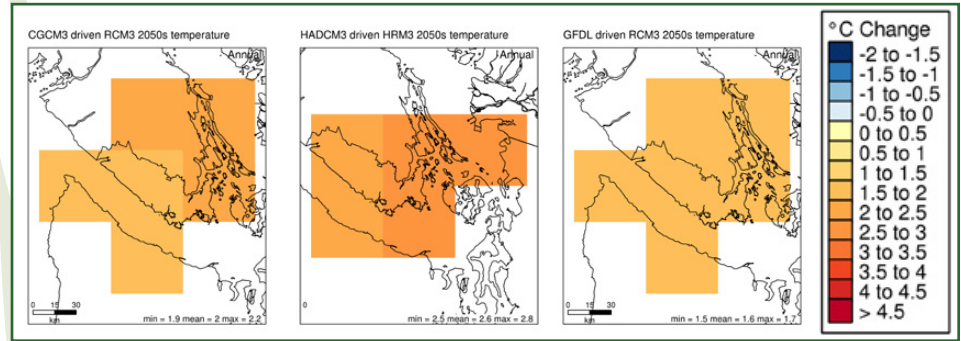 CGCM3 driven RCM3 2050s temperature
Annual
0 15 30
km
min = 1.9 mean = 2 max = 2.2
HADCM3 driven HRM3 2050s temperature
Annual
0
min = 2.5 mean = 2.6 max = 2.8
GFDL driven RCM3 2050s temperature
Annual
0 15 30
km
min = 1.5 mean = 1.6 max = 1.7
°C Change
-2 to -1.5
-1.5 to -1
-1 to -0.5
-0.5 to 0
0 to 0.5
0.5 to 1
1 to 1.5
1.5 to 2
2 to 2.5
2.5 to 3
3 to 3.5
3.5 to 4
4 to 4.5
> 4.5